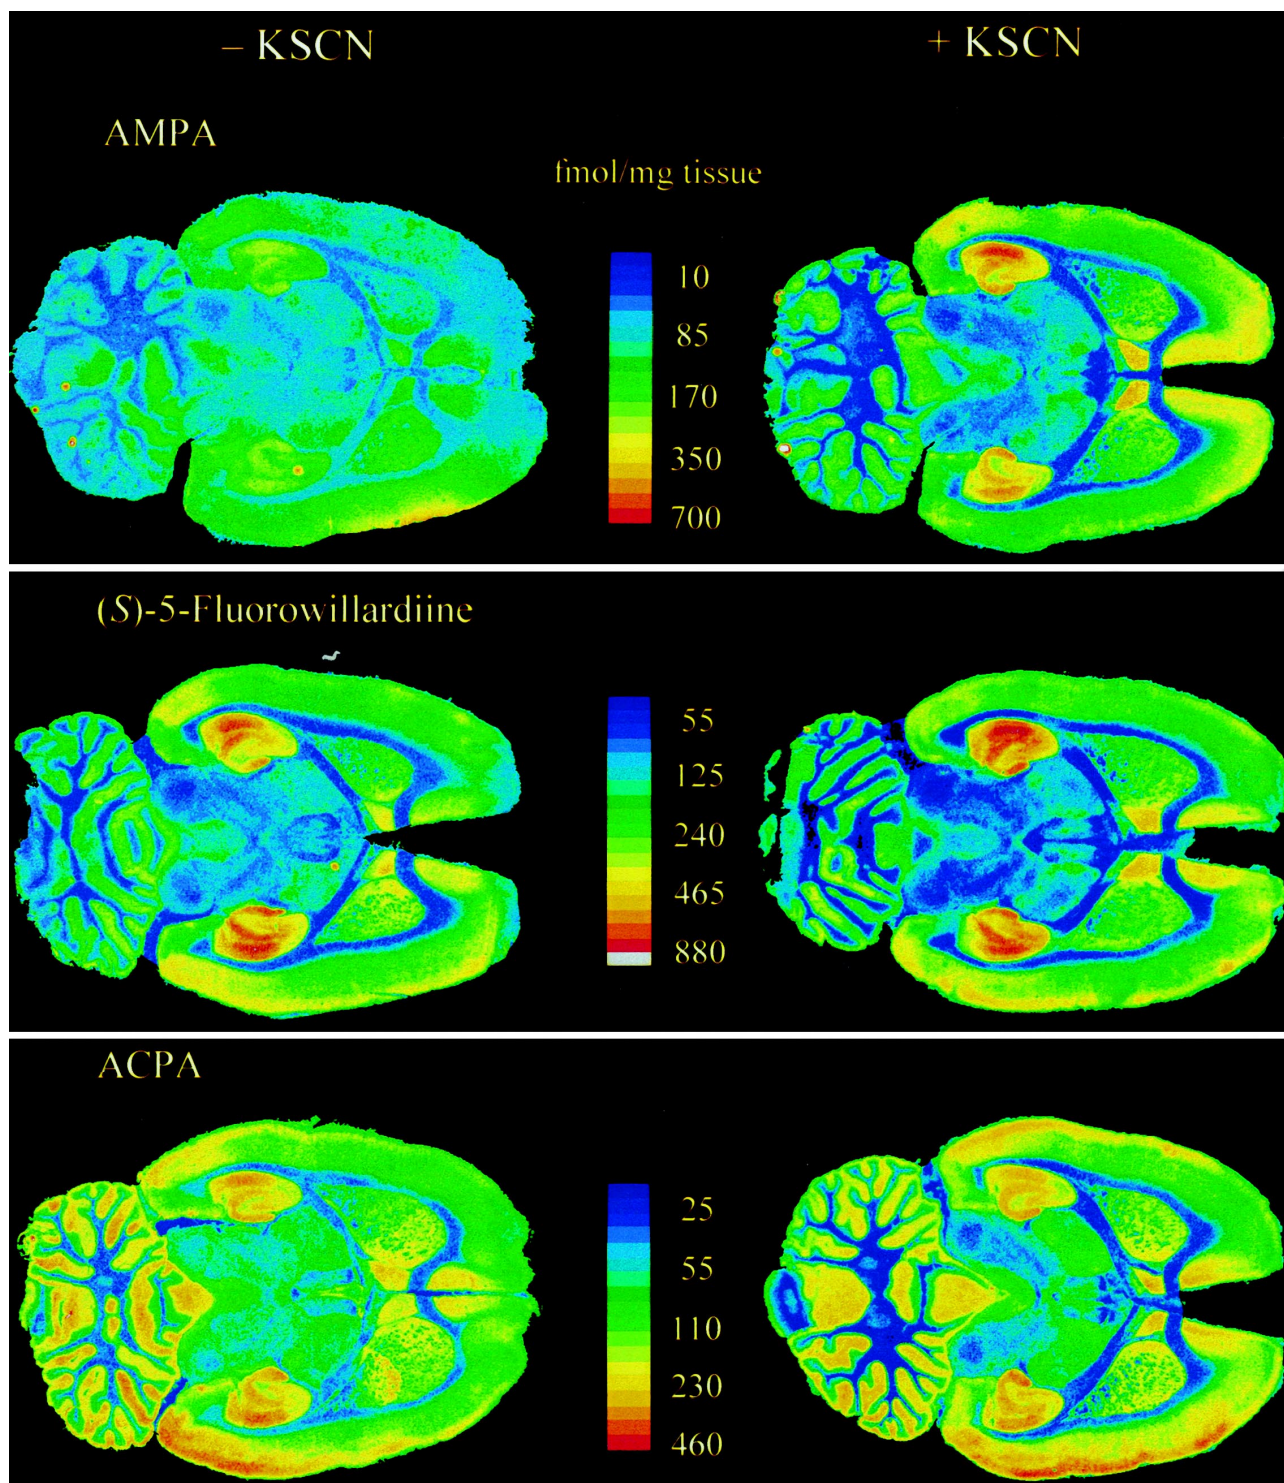 – KSCN
+ KSCN
AMPA
fmol/mg tissue
10
85
170
350
700
(S)-5-Fluorowillardiine
55
125
240
465
880
ACPA
25
55
110
230
460